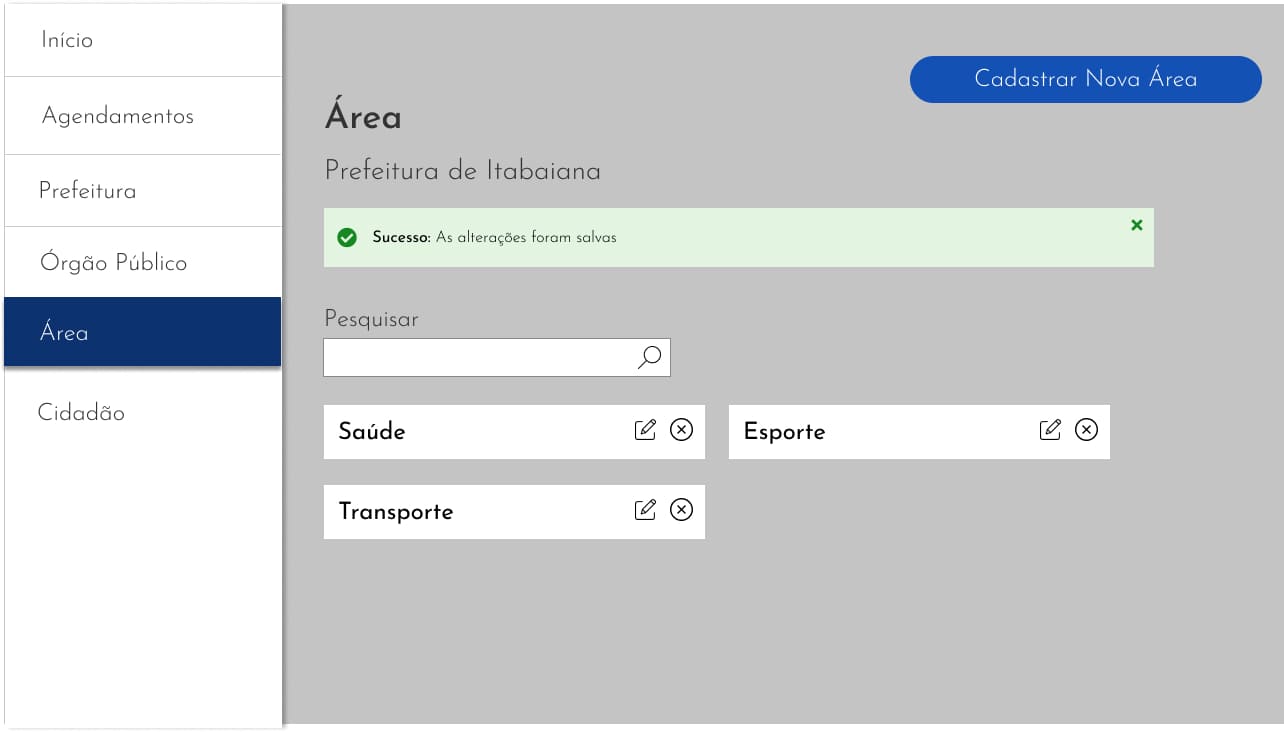 Início
Agendamentos
Prefeitura
Órgão Público
Área
Cidadão
Cadastrar Nova Área
Área
Prefeitura de Itabaiana
Sucesso: As alterações foram salvas
Pesquisar
Saúde
Esporte
Transporte